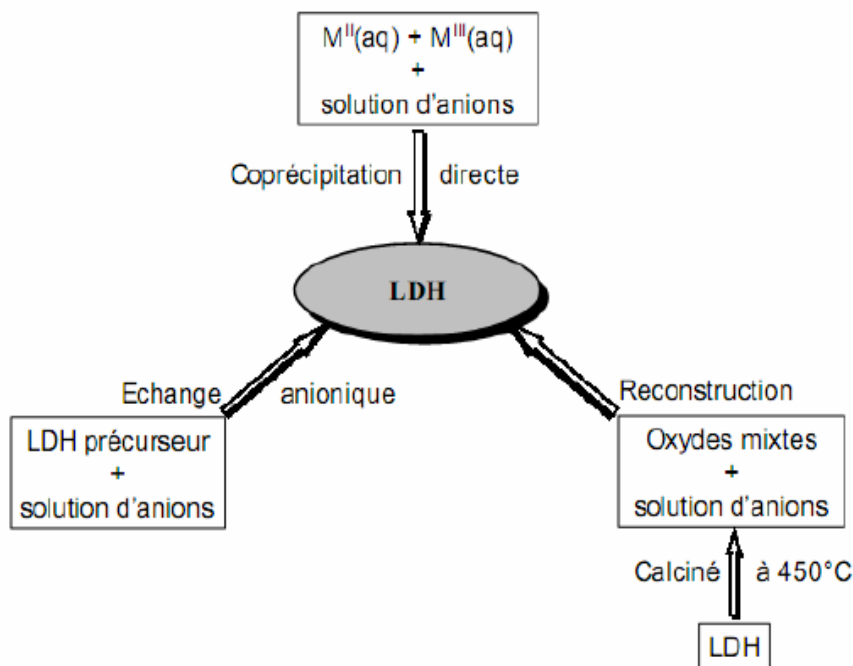 M^II(aq) + M^III(aq)
+
solution d'anions
Coprécipitation directe
LDH
Echange anionique
Reconstruction
LDH précurseur
+
solution d'anions
Oxydes mixtes
+
solution d'anions
Calciné à 450°C
LDH